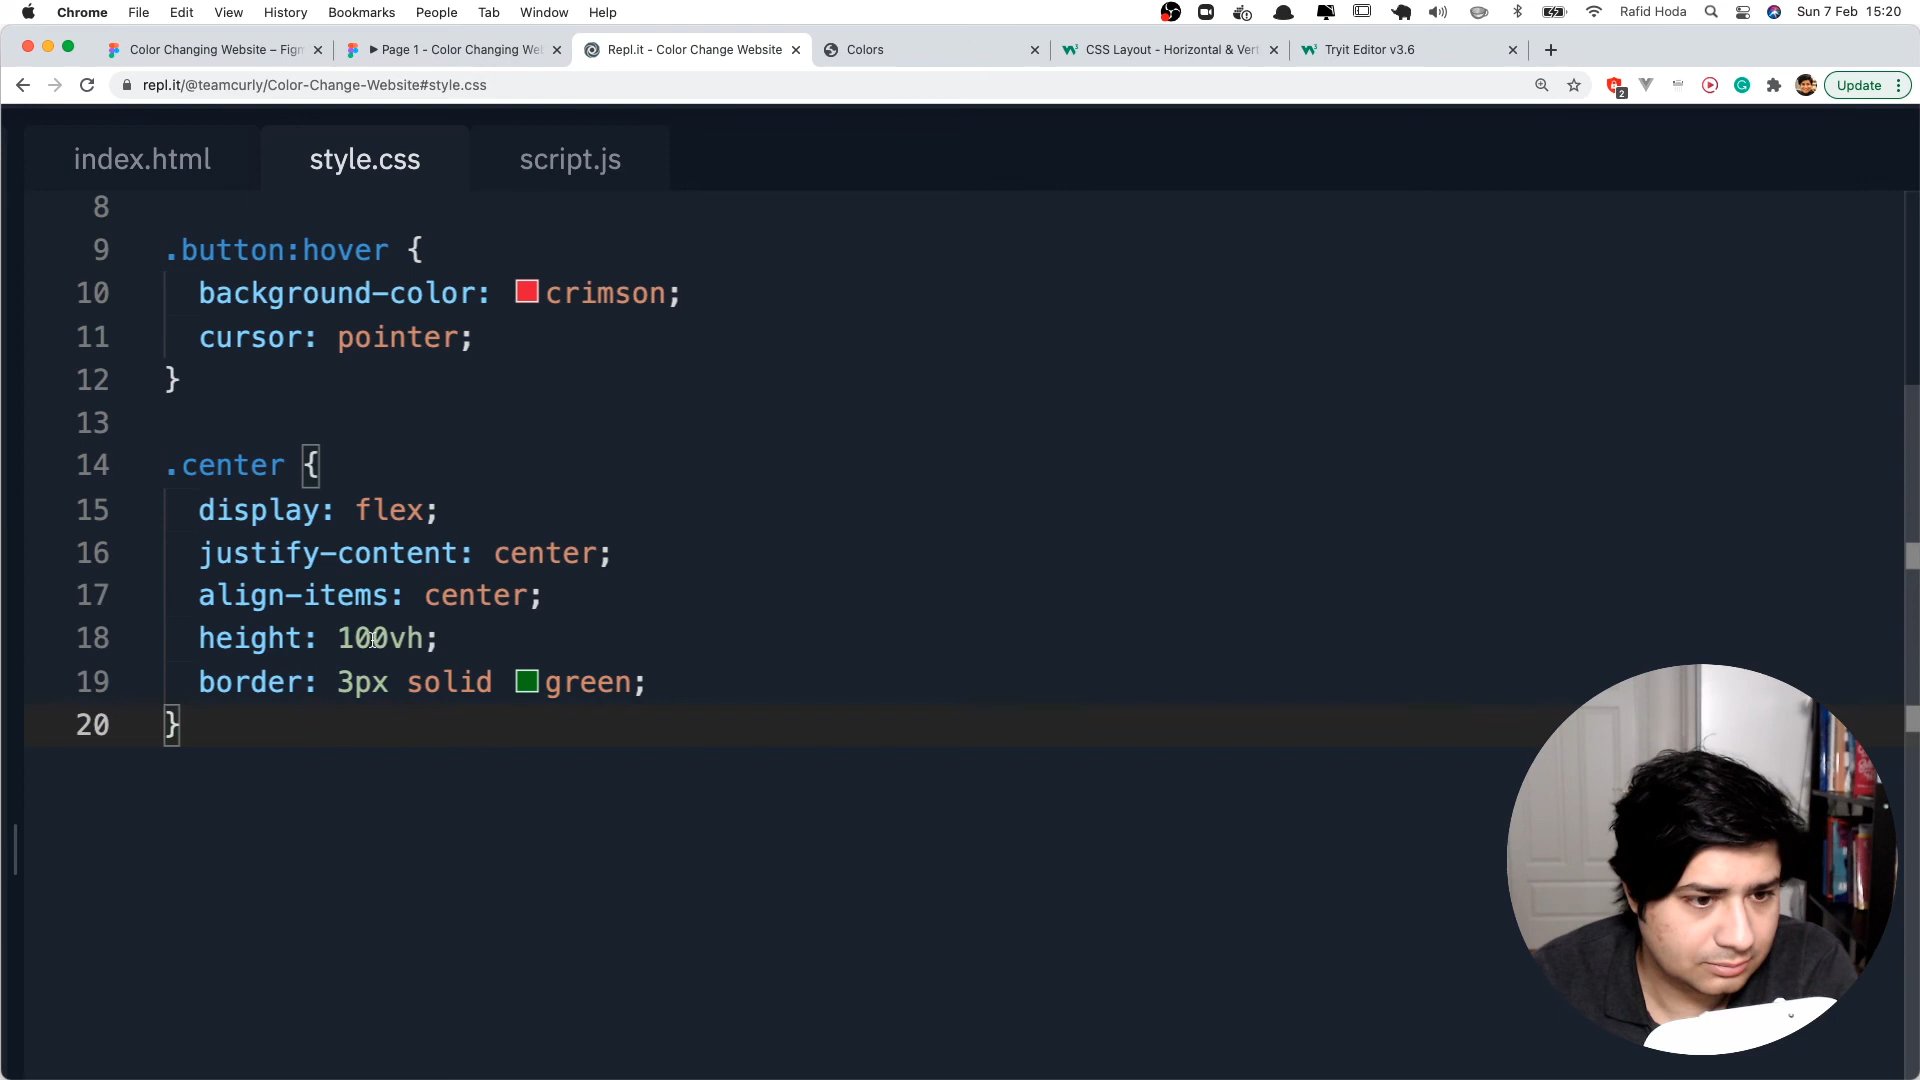 Chrome File Edit View History Bookmarks People Tab Window Help Rafid Hoda Sun 7 Feb 15:20
Color Changing Website – Figm Page 1 - Color Changing Web Repl.it - Color Change Website Colors CSS Layout - Horizontal & Vert Tryit Editor v3.6
repl.it/@teamcurly/Color-Change-Website#style.css 2 Update
index.html style.css script.js
8
9 .button:hover {
10 background-color: crimson;
11 cursor: pointer;
12 }
13
14 .center {
15 display: flex;
16 justify-content: center;
17 align-items: center;
18 height: 100vh;
19 border: 3px solid green;
20 }